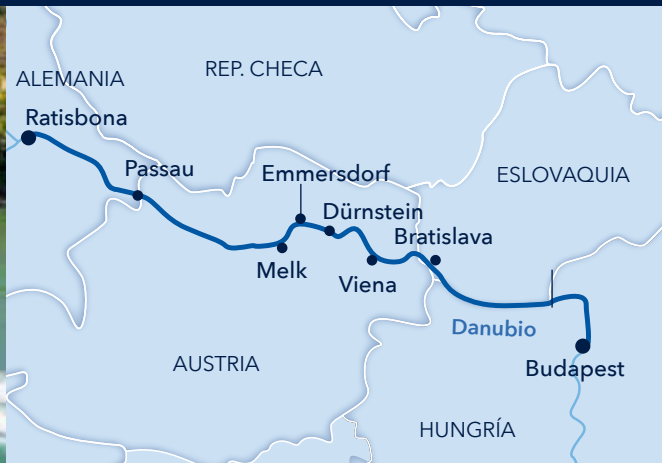 REP. CHECA
ALEMANIA
Ratisbona
Passau
Emmersdorf
ESLOVAQUIA
Dürnstein
Bratislava
Melk
Viena
Danubio
AUSTRIA
Budapest
HUNGRÍA